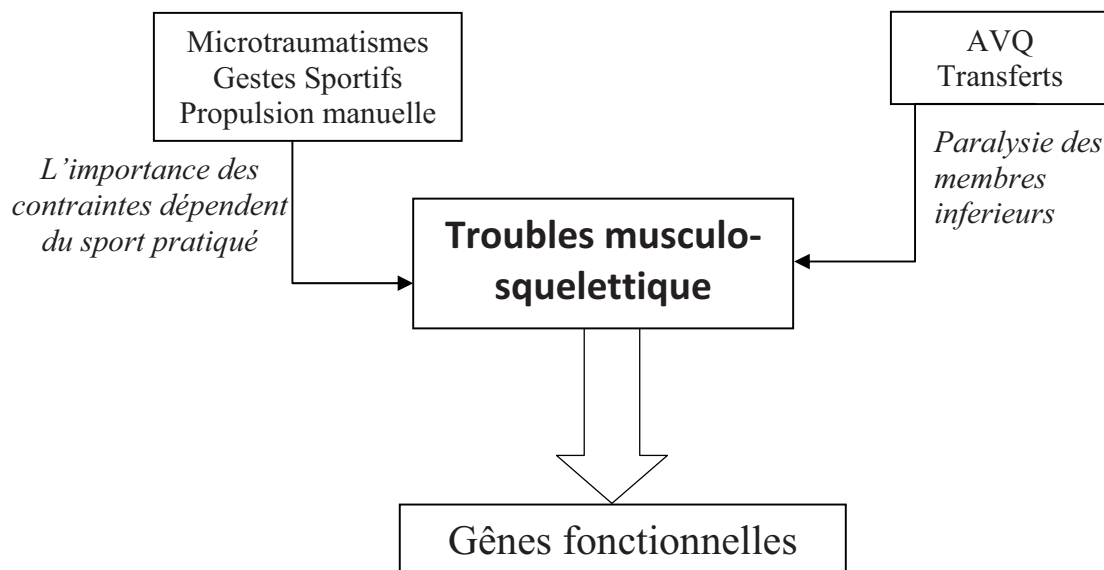 Microtraumatismes
Gestes Sportifs
Propulsion manuelle
AVQ
Transferts
L’importance des
contraintes dépendent
du sport pratiqué
Paralysie des
membres
inferieurs
Troubles musculo-
squelettique
Gênes fonctionnelles